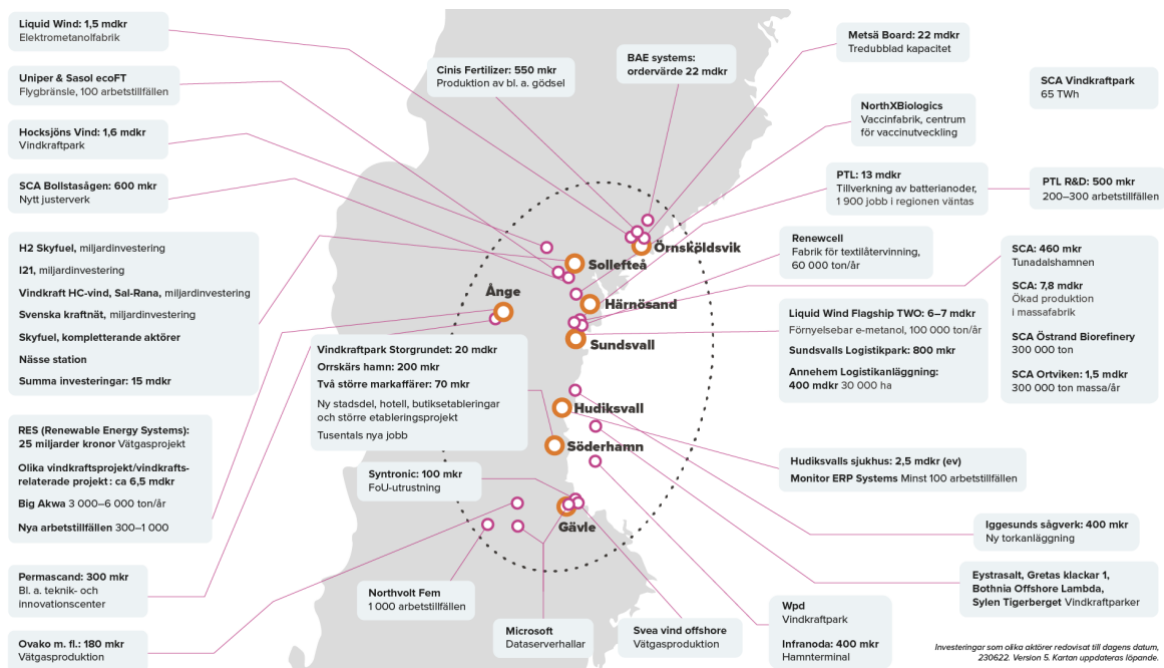 Liquid Wind: 1,5 mdkr
Elektrometanolfabrik
Uniper & Sasol ecoFT
Flygbränsle, 100 arbetstillfällen
Hocksjöns Vind: 1,6 mdkr
Vindkraftpark
SCA Bollstasågen: 600 mkr
Nytt justerverk
H2 Skyfuel, miljardinvestering
I21, miljardinvestering
Vindkraft HC-vind, Sal-Rana, miljardinvestering
Svenska kraftnät, miljardinvestering
Skyfuel, kompletterande aktörer
Nässe station
Summa investeringar: 15 mdkr
RES (Renewable Energy Systems):
25 miljarder kronor Vätgasprojekt
Olika vindkraftsprojekt/vindkrafts-
relaterade projekt: ca 6,5 mdkr
Big Akwa 3 000–6 000 ton/år
Nya arbetstillfällen 300–1 000
Permascand: 300 mkr
Bl. a. teknik- och
innovationscenter
Ovako m. fl.: 180 mkr
Vätgasproduktion
Cinis Fertilizer: 550 mkr
Produktion av bl. a. gödsel
BAE systems:
ordervärde 22 mdkr
Metsä Board: 22 mdkr
Tredubblad kapacitet
NorthXBiologics
Vaccinfabrik, centrum
för vaccinutveckling
SCA Vindkraftpark
65 TWh
PTL: 13 mdkr
Tillverkning av batterianoder,
1 900 jobb i regionen väntas
PTL R&D: 500 mkr
200–300 arbetstillfällen
Renewcell
Fabrik för textilåtervinning,
60 000 ton/år
SCA: 460 mkr
Tunadalshamnen
SCA: 7,8 mdkr
Ökad produktion
i massafabrik
SCA Östrand Biorefinery
300 000 ton
SCA Ortviken: 1,5 mdkr
300 000 ton massa/år
Liquid Wind Flagship TWO: 6–7 mdkr
Förnyelsebar e-metanol, 100 000 ton/år
Sundsvalls Logistikpark: 800 mkr
Annehem Logistikanläggning:
400 mdkr 30 000 ha
Örnsköldsvik
Sollefteå
Ånge
Härnösand
Sundsvall
Hudiksvall
Söderhamn
Gävle
Vindkraftpark Storgrundet: 20 mdkr
Orrskärs hamn: 200 mkr
Två större markaffärer: 70 mkr
Ny stadsdel, hotell, butiksetableringar
och större etableringsprojekt
Tusentals nya jobb
Syntronic: 100 mkr
FoU-utrustning
Northvolt Fem
1 000 arbetstillfällen
Microsoft
Dataserverhallar
Svea vind offshore
Vätgasproduktion
Hudiksvalls sjukhus: 2,5 mdkr (ev)
Monitor ERP Systems Minst 100 arbetstillfällen
Iggesunds sågverk: 400 mkr
Ny torkanläggning
Eystrasalt, Gretas klackar 1,
Bothnia Offshore Lambda,
Sylen Tigerberget Vindkraftparker
Wpd
Vindkraftpark
Infranoda: 400 mkr
Hamnterminal
Investeringar som olika aktörer redovisat till dagens datum,
230622. Version 5. Kartan uppdateras löpande.